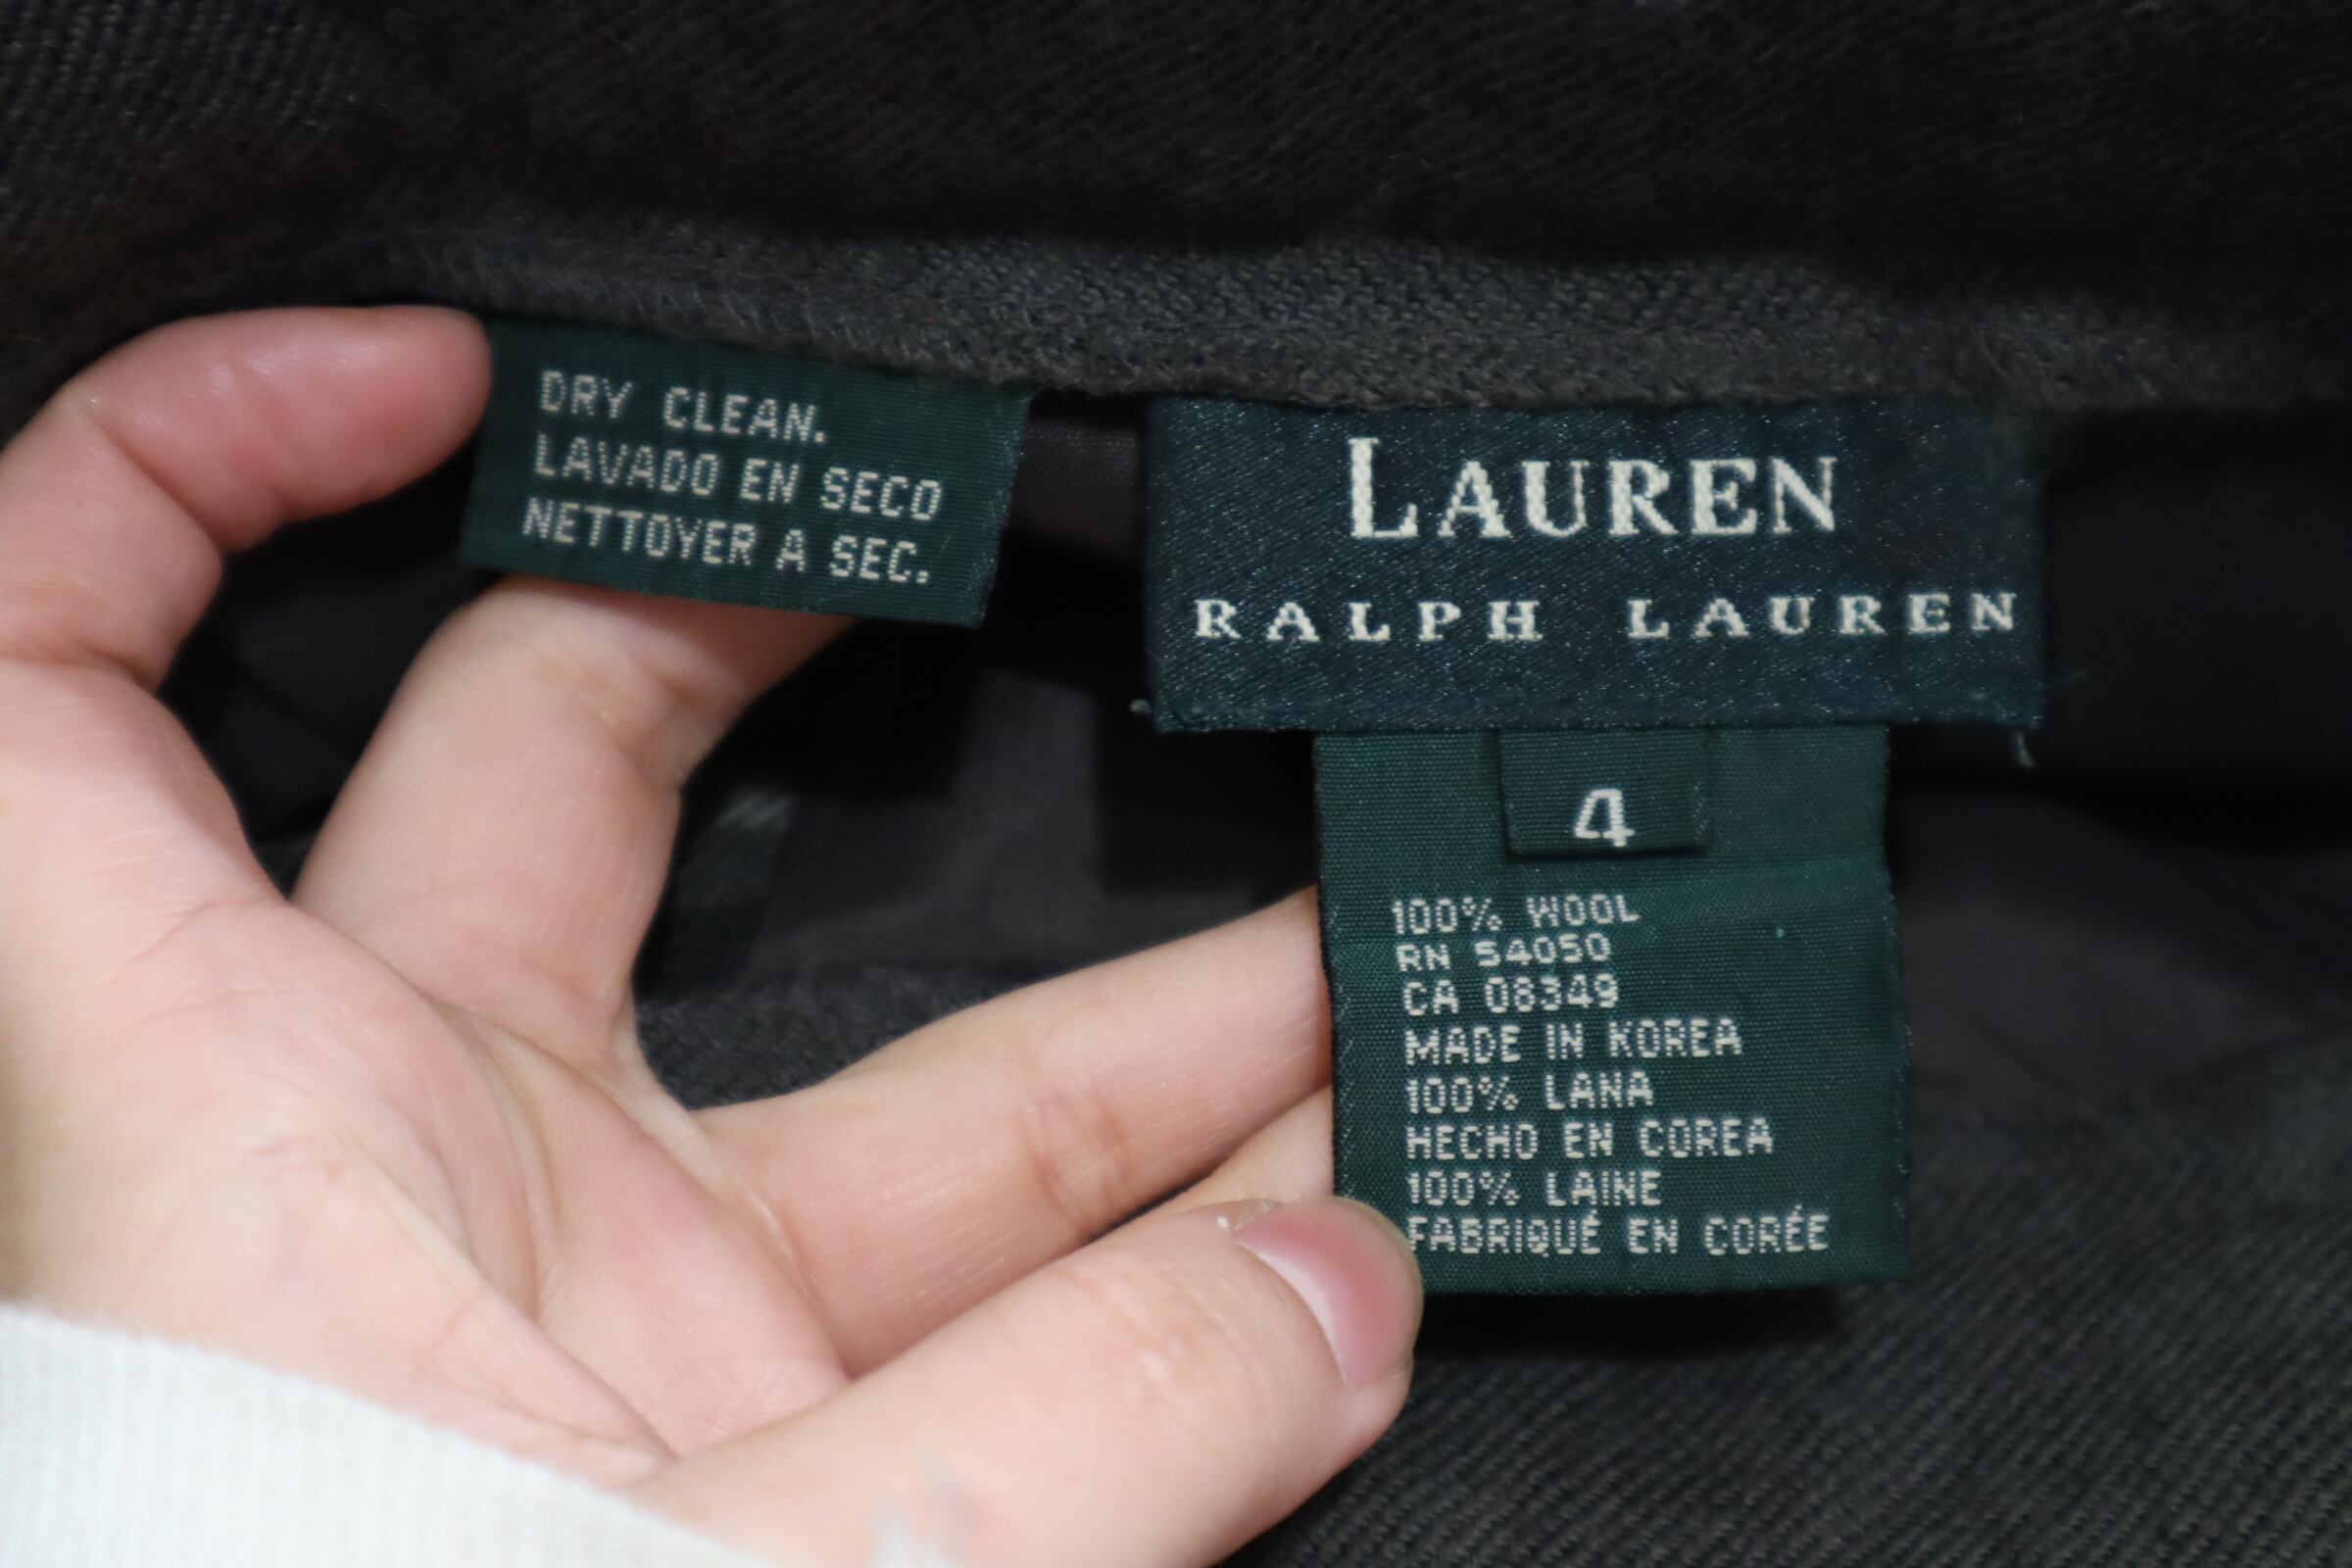 DRY CLEAN.
LAVADO EN SECO
NETTOYER A SEC.
LAUREN
RALPH LAUREN
4
100% WOOL
RN 54050
CA 08349
MADE IN KOREA
100% LANA
HECHO EN COREA
100% LAINE
FABRIQUÉ EN CORÉE